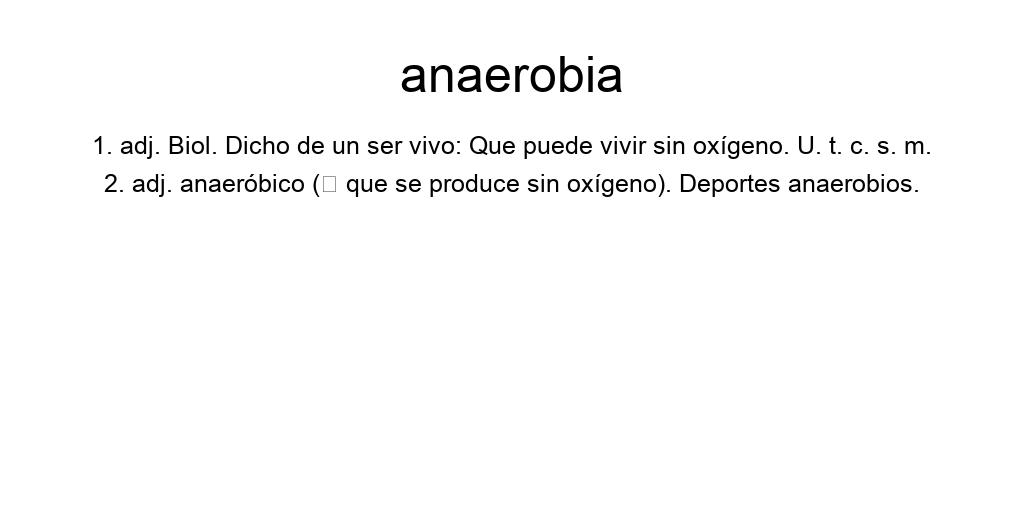 anaerobia
1. adj. Biol. Dicho de un ser vivo: Que puede vivir sin oxígeno. U. t. c. s. m.
2. adj. anaeróbico (□ que se produce sin oxígeno). Deportes anaerobios.